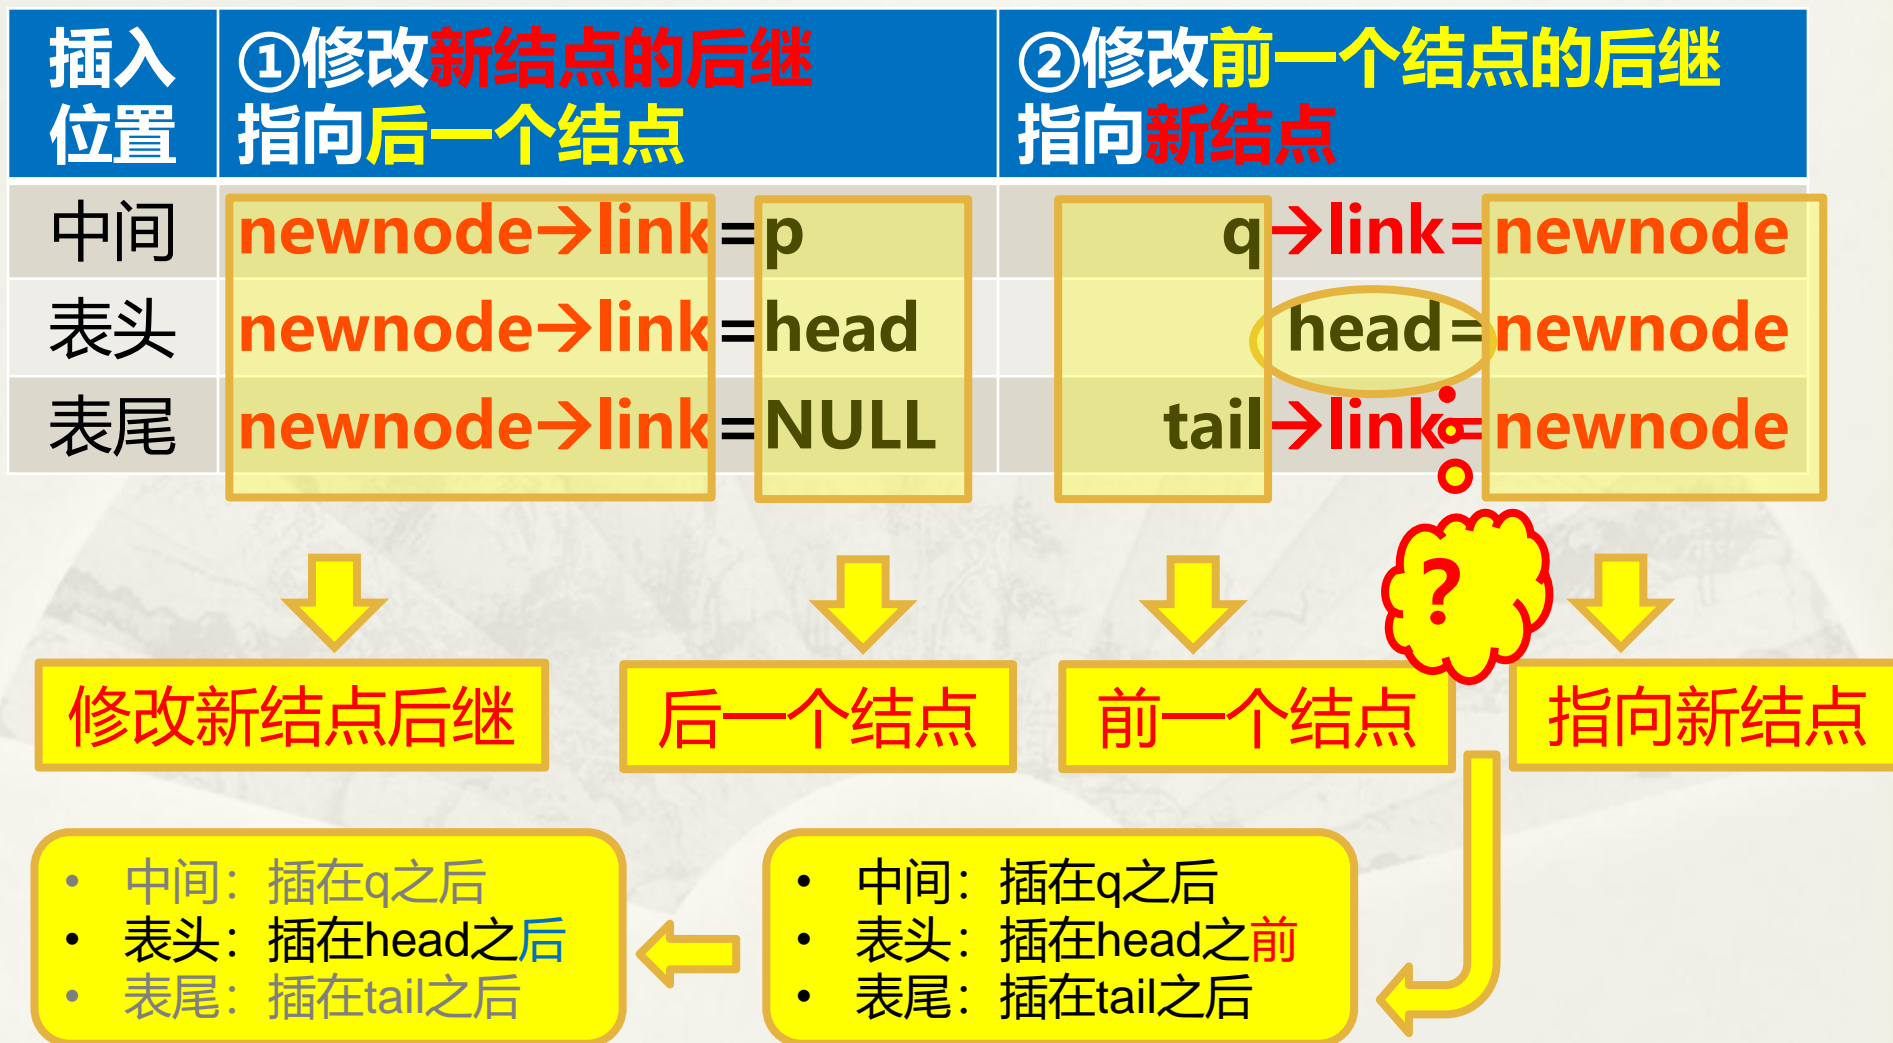 插入
位置
①修改新结点的后继
指向后一个结点
②修改前一个结点的后继
指向新结点
中间
newnode→link=p
q→link=newnode
表头
newnode→link=head
head=newnode
表尾
newnode→link=NULL
tail→link=newnode
?
修改新结点后继
后一个结点
前一个结点
指向新结点
• 中间：插在q之后
• 表头：插在head之后
• 表尾：插在tail之后
• 中间：插在q之后
• 表头：插在head之前
• 表尾：插在tail之后